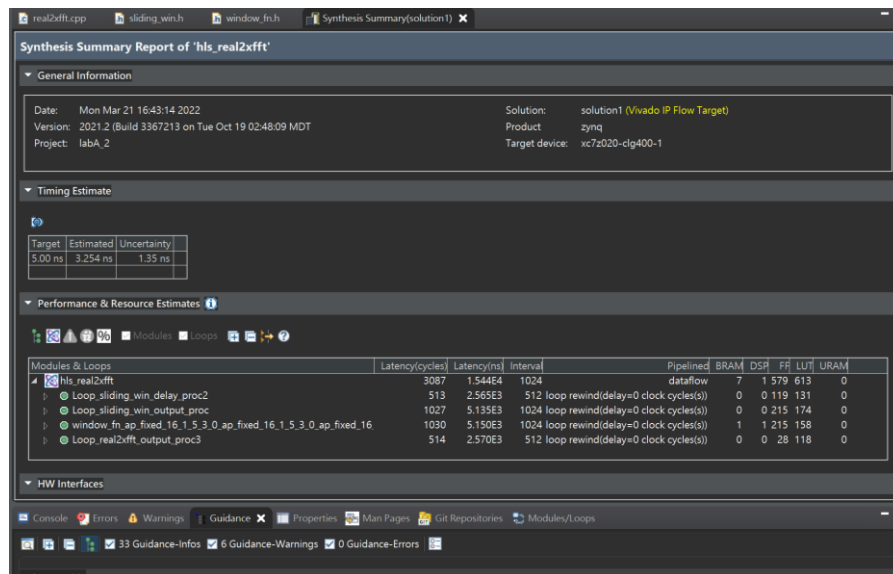 real2xfft.cpp sliding_win.h window_fn.h Synthesis Summary(solution1)
Synthesis Summary Report of 'hls_real2xfft'
General Information
Date: Mon Mar 21 16:43:14 2022 Solution: solution1 (Vivado IP Flow Target)
Version: 2021.2 (Build 3367213 on Tue Oct 19 02:48:09 MDT Product zynq
Project: labA_2 Target device: xc7z020-clg400-1
Timing Estimate
Target Estimated Uncertainty
5.00 ns 3.254 ns 1.35 ns
Performance & Resource Estimates
% Modules Loops
Modules & Loops Latency(cycles) Latency(ns) Interval Pipelined BRAM DSP FF LUT URAM
hls_real2xfft 3087 1.544E4 1024 dataflow 7 1 579 613 0
Loop_sliding_win_delay_proc2 513 2.565E3 512 loop rewind(delay=0 clock cycles(s)) 0 0 119 131 0
Loop_sliding_win_output_proc 1027 5.135E3 1024 loop rewind(delay=0 clock cycles(s)) 0 0 215 174 0
window_fn_ap_fixed_16_1_5_3_0_ap_fixed_16 1030 5.150E3 1024 loop rewind(delay=0 clock cycles(s)) 1 1 215 158 0
Loop_real2xfft_output_proc3 514 2.570E3 512 loop rewind(delay=0 clock cycles(s)) 0 0 28 118 0
HW Interfaces
Console Errors Warnings Guidance Properties Man Pages Git Repositories Modules/Loops
33 Guidance-Infos 6 Guidance-Warnings 0 Guidance-Errors